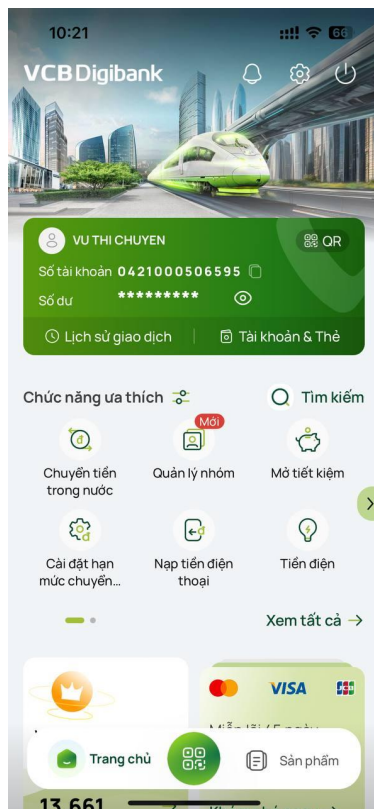 10:21
66
VCB Digibank
VU THI CHUYEN
QR
Số tài khoản 0421000506595
Số dư *********
Lịch sử giao dịch
Tài khoản & Thẻ
Chức năng ưa thích
Tìm kiếm
Mới
Chuyển tiền trong nước
Quản lý nhóm
Mở tiết kiệm
Cài đặt hạn mức chuyển...
Nạp tiền điện thoại
Tiền điện
Xem tất cả →
VISA
JCB
Trang chủ
Sản phẩm
13.661